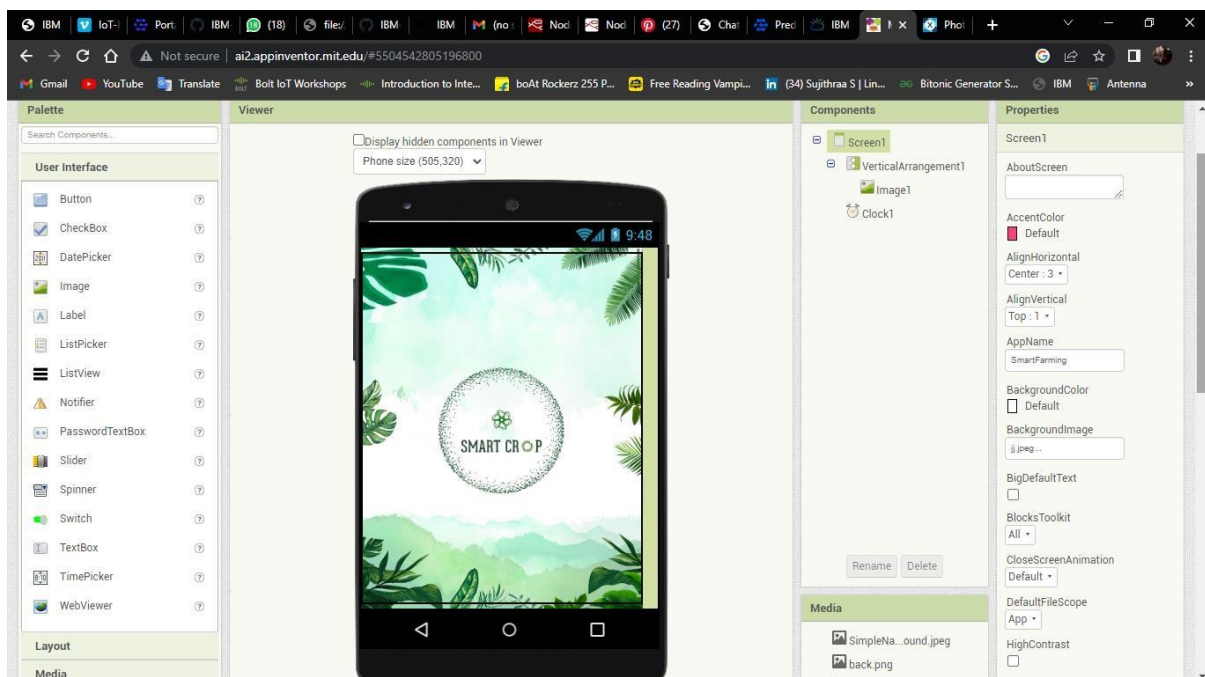 IBM IoT-I Port: IBM- (18) file:/ IBM- IBM (no s Nod Nod (27) Chat Pred IBM Phot
Not secure ai2.appinventor.mit.edu/#5504542805196800
Gmail YouTube Translate Bolt IoT Workshops Introduction to Inte... boAt Rockerz 255 P... Free Reading Vampi... (34) Sujithraa S | Lin... Bitonic Generator S... IBM Antenna »
Palette
Search Components...
User Interface
Button
CheckBox
DatePicker
Image
Label
ListPicker
ListView
Notifier
PasswordTextBox
Slider
Spinner
Switch
TextBox
TimePicker
WebViewer
Layout
Media
Viewer
Display hidden components in Viewer
Phone size (505,320)
9:48
SMART CROP
Components
Screen1
VerticalArrangement1
Image1
Clock1
Rename Delete
Media
SimpleNa...ound.jpeg
back.png
Properties
Screen1
AboutScreen
AccentColor
Default
AlignHorizontal
Center : 3
AlignVertical
Top : 1
AppName
SmartFarming
BackgroundColor
Default
BackgroundImage
BigDefaultText
BlocksToolkit
All
CloseScreenAnimation
Default
DefaultFileScope
App
HighContrast